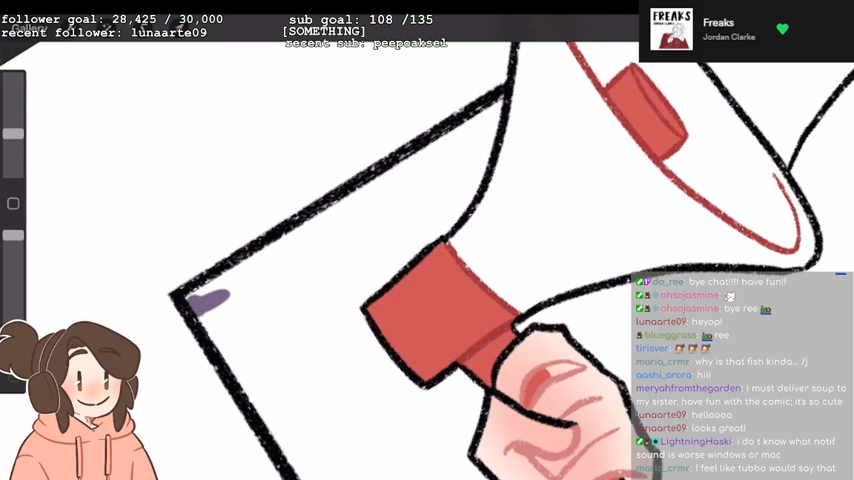 follower goal: 28,425 / 30,000
sub goal: 108 /135
recent follower: lunaarte09
[SOMETHING]
recent sub: peepoaksel
Gallery
FREAKS
JORDAN CLARKE
Freaks
Jordan Clarke
do_ree: bye chat!!!! have fun!!
ohsojasmine:
ohsojasmine: bye ree
lunaarte09: heyop!
blueggrass: ree
tirisver:
maria_crmr: why is that fish kinda... /j
aashi_arora: hiii
meryahfromthegarden: i must deliver soup to
my sister. have fun with the comic; it's so cute
lunaarte09: helloooo
lunaarte09: looks great!
LightningHaski: i do t know what notif
sound is worse windows or mac
maria_crmr: I feel like tubbo would say that